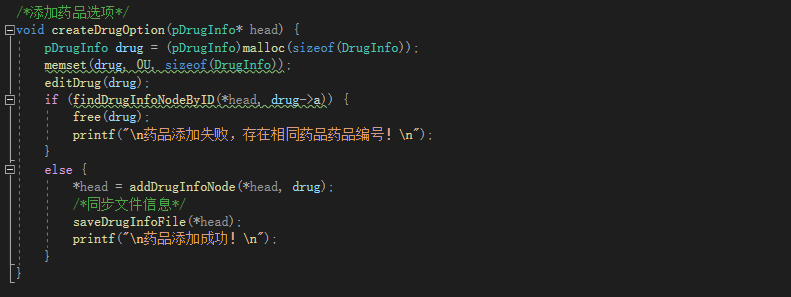 /*添加药品选项*/
void createDrugOption(pDrugInfo* head) {
    pDrugInfo drug = (pDrugInfo)malloc(sizeof(DrugInfo));
    memset(drug, 0U, sizeof(DrugInfo));
    editDrug(drug);
    if (findDrugInfoNodeByID(*head, drug->a)) {
        free(drug);
        printf("\n药品添加失败，存在相同药品药品编号！\n");
    }
    else {
        *head = addDrugInfoNode(*head, drug);
        /*同步文件信息*/
        saveDrugInfoFile(*head);
        printf("\n药品添加成功！\n");
    }
}